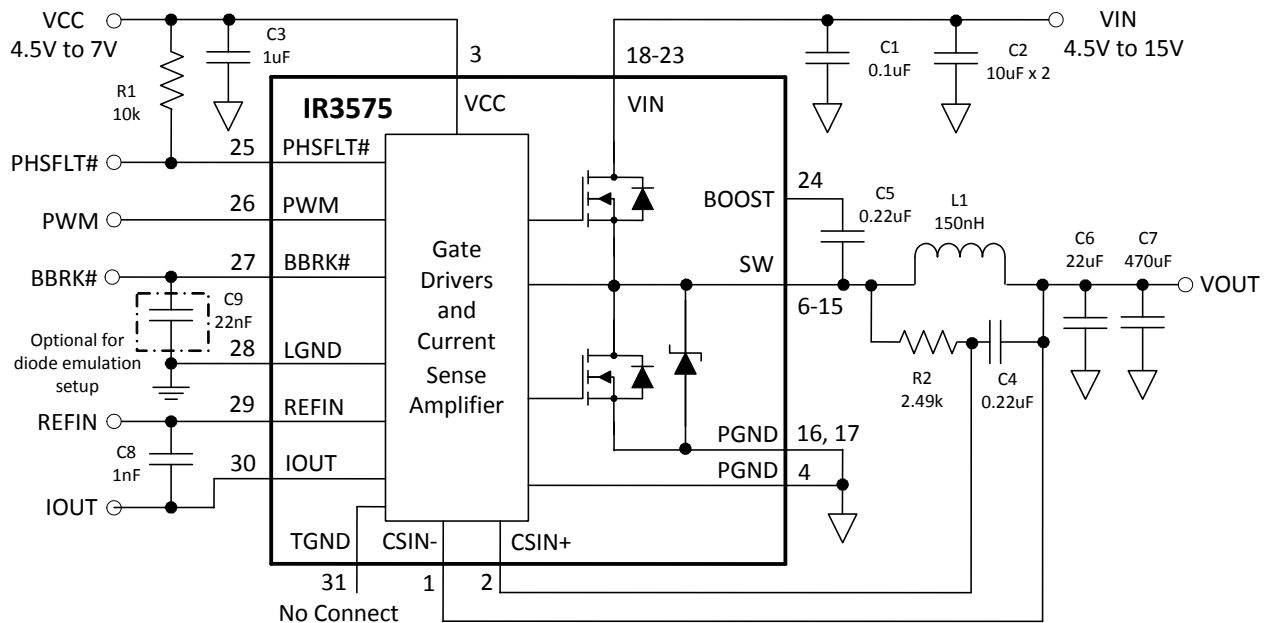 VCC
4.5V to 7V
C3
1uF
R1
10k
3
18-23
C1
0.1uF
C2
10uF x 2
VIN
4.5V to 15V
IR3575
VCC
VIN
PHSFLT#
25
PHSFLT#
PWM
26
PWM
BBRK#
27
BBRK#
C9
22nF
Optional for
diode emulation
setup
28
LGND
REFIN
29
REFIN
C8
1nF
30
IOUT
IOUT
Gate
Drivers
and
Current
Sense
Amplifier
BOOST
24
C5
0.22uF
L1
150nH
SW
6-15
C6
22uF
C7
470uF
VOUT
R2
2.49k
C4
0.22uF
PGND
16, 17
PGND
4
TGND
CSIN-
CSIN+
31
1
2
No Connect